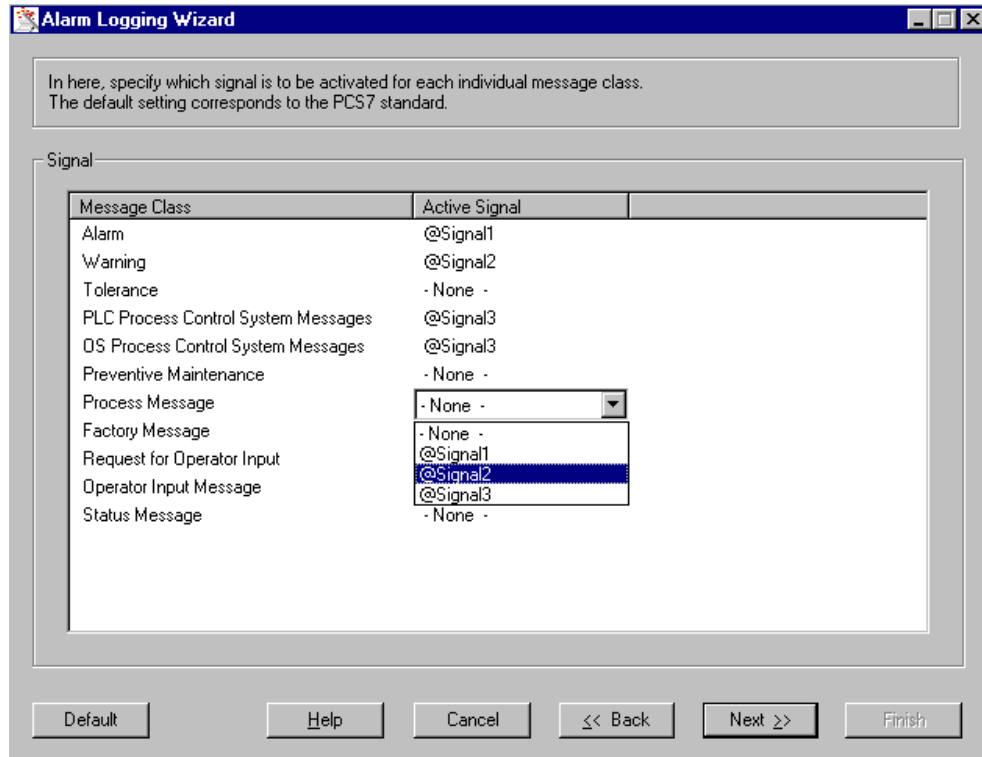 Alarm Logging Wizard
In here, specify which signal is to be activated for each individual message class.
The default setting corresponds to the PCS7 standard.
Signal
Message Class Active Signal
Alarm @Signal1
Warning @Signal2
Tolerance - None -
PLC Process Control System Messages @Signal3
OS Process Control System Messages @Signal3
Preventive Maintenance - None -
Process Message - None -
Factory Message - None -
@Signal1
Request for Operator Input
@Signal2
Operator Input Message @Signal3
Status Message - None -
Default Help Cancel << Back Next >> Finish